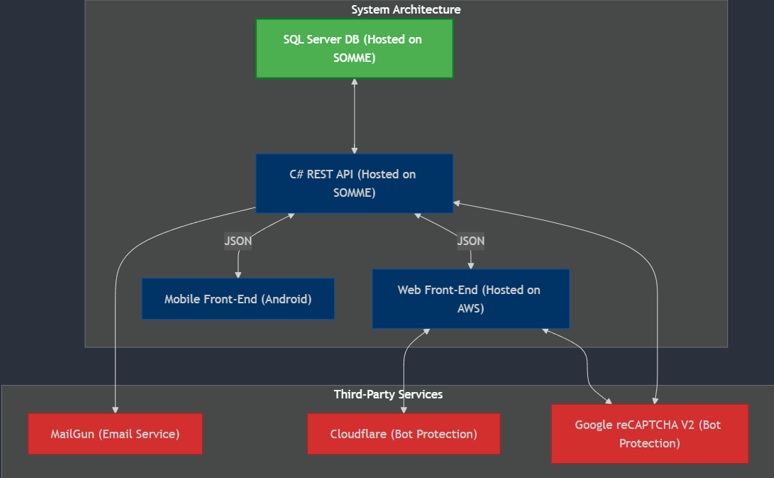 System Architecture
SQL Server DB (Hosted on
SOMME)
C# REST API (Hosted on
SOMME)
JSON
JSON
Mobile Front-End (Android)
Web Front-End (Hosted on
AWS)
Third-Party Services
MailGun (Email Service)
Cloudflare (Bot Protection)
Google reCAPTCHA V2 (Bot
Protection)